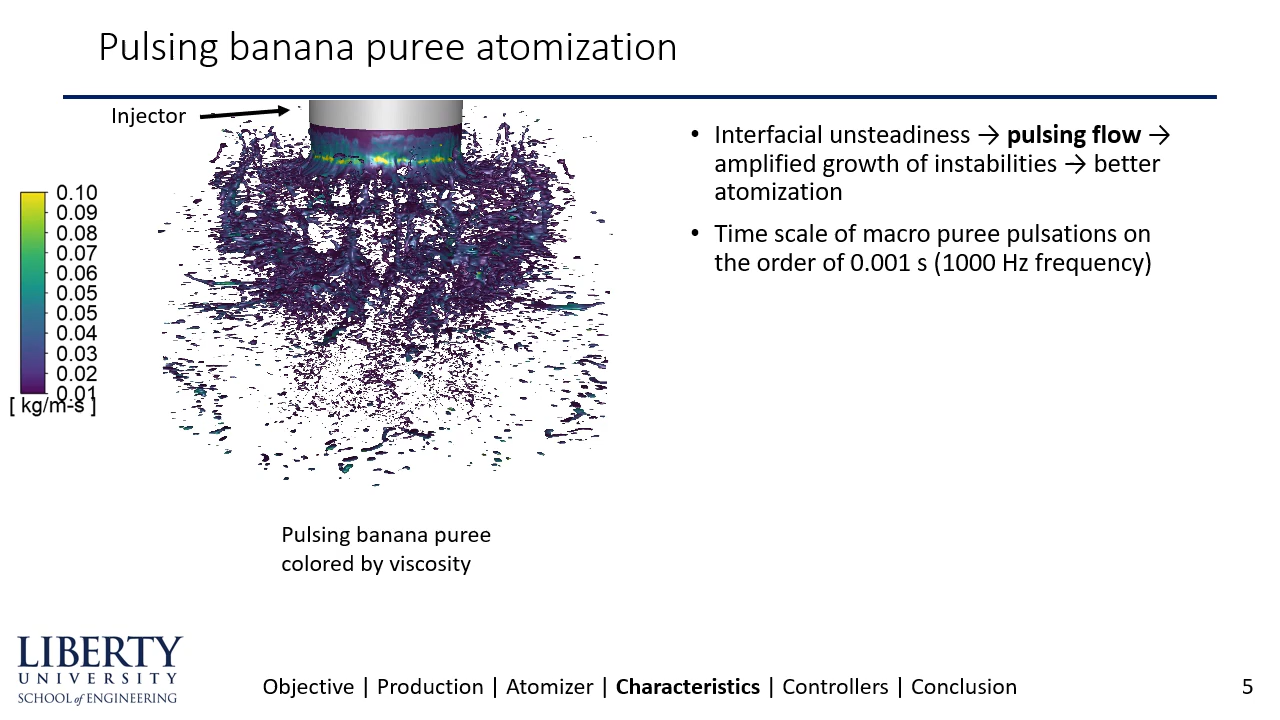 Pulsing banana puree atomization
Injector
0.10
0.09
0.08
0.07
0.06
0.05
0.05
0.04
0.03
0.02
0.01
[ kg/m-s ]
• Interfacial unsteadiness → pulsing flow →
amplified growth of instabilities → better
atomization
• Time scale of macro puree pulsations on
the order of 0.001 s (1000 Hz frequency)
Pulsing banana puree
colored by viscosity
LIBERTY
UNIVERSITY
SCHOOL of ENGINEERING
Objective | Production | Atomizer | Characteristics | Controllers | Conclusion
5